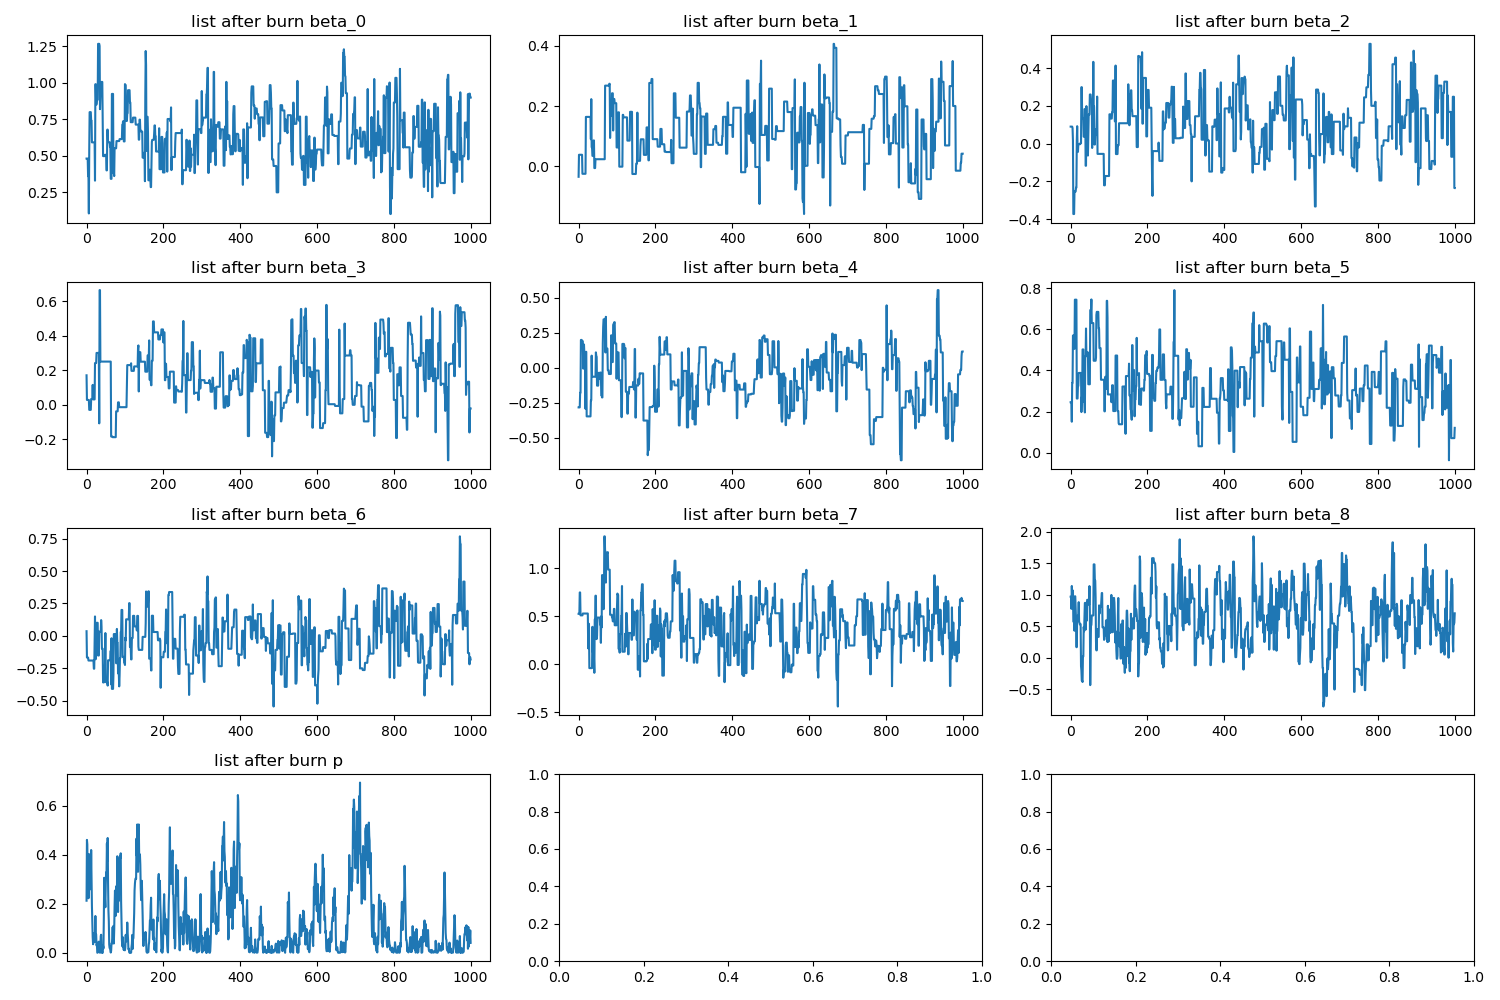 list after burn beta_0 list after burn beta_1 list after burn beta_2
1.25 0.4 0.4
1.00 0.2 0.2
0.75 0.0 0.0
0.50 −0.2
0.25 −0.4
0 200 400 600 800 1000 0 200 400 600 800 1000 0 200 400 600 800 1000
list after burn beta_3 list after burn beta_4 list after burn beta_5
0.6 0.50 0.8
0.4 0.25 0.6
0.2 0.00 0.4
0.0 −0.25 0.2
−0.2 −0.50 0.0
0 200 400 600 800 1000 0 200 400 600 800 1000 0 200 400 600 800 1000
list after burn beta_6 list after burn beta_7 list after burn beta_8
0.75 1.0 2.0
0.50 0.5 1.5
0.25 0.0 1.0
0.00 −0.5 0.5
−0.25 0.0
−0.50 −0.5
0 200 400 600 800 1000 0 200 400 600 800 1000 0 200 400 600 800 1000
list after burn p
0.6 1.0 1.0
0.4 0.8 0.8
0.2 0.6 0.6
0.0 0.4 0.4
0.2 0.2
0.0 0.0
0 200 400 600 800 1000 0.0 0.2 0.4 0.6 0.8 1.0 0.0 0.2 0.4 0.6 0.8 1.0